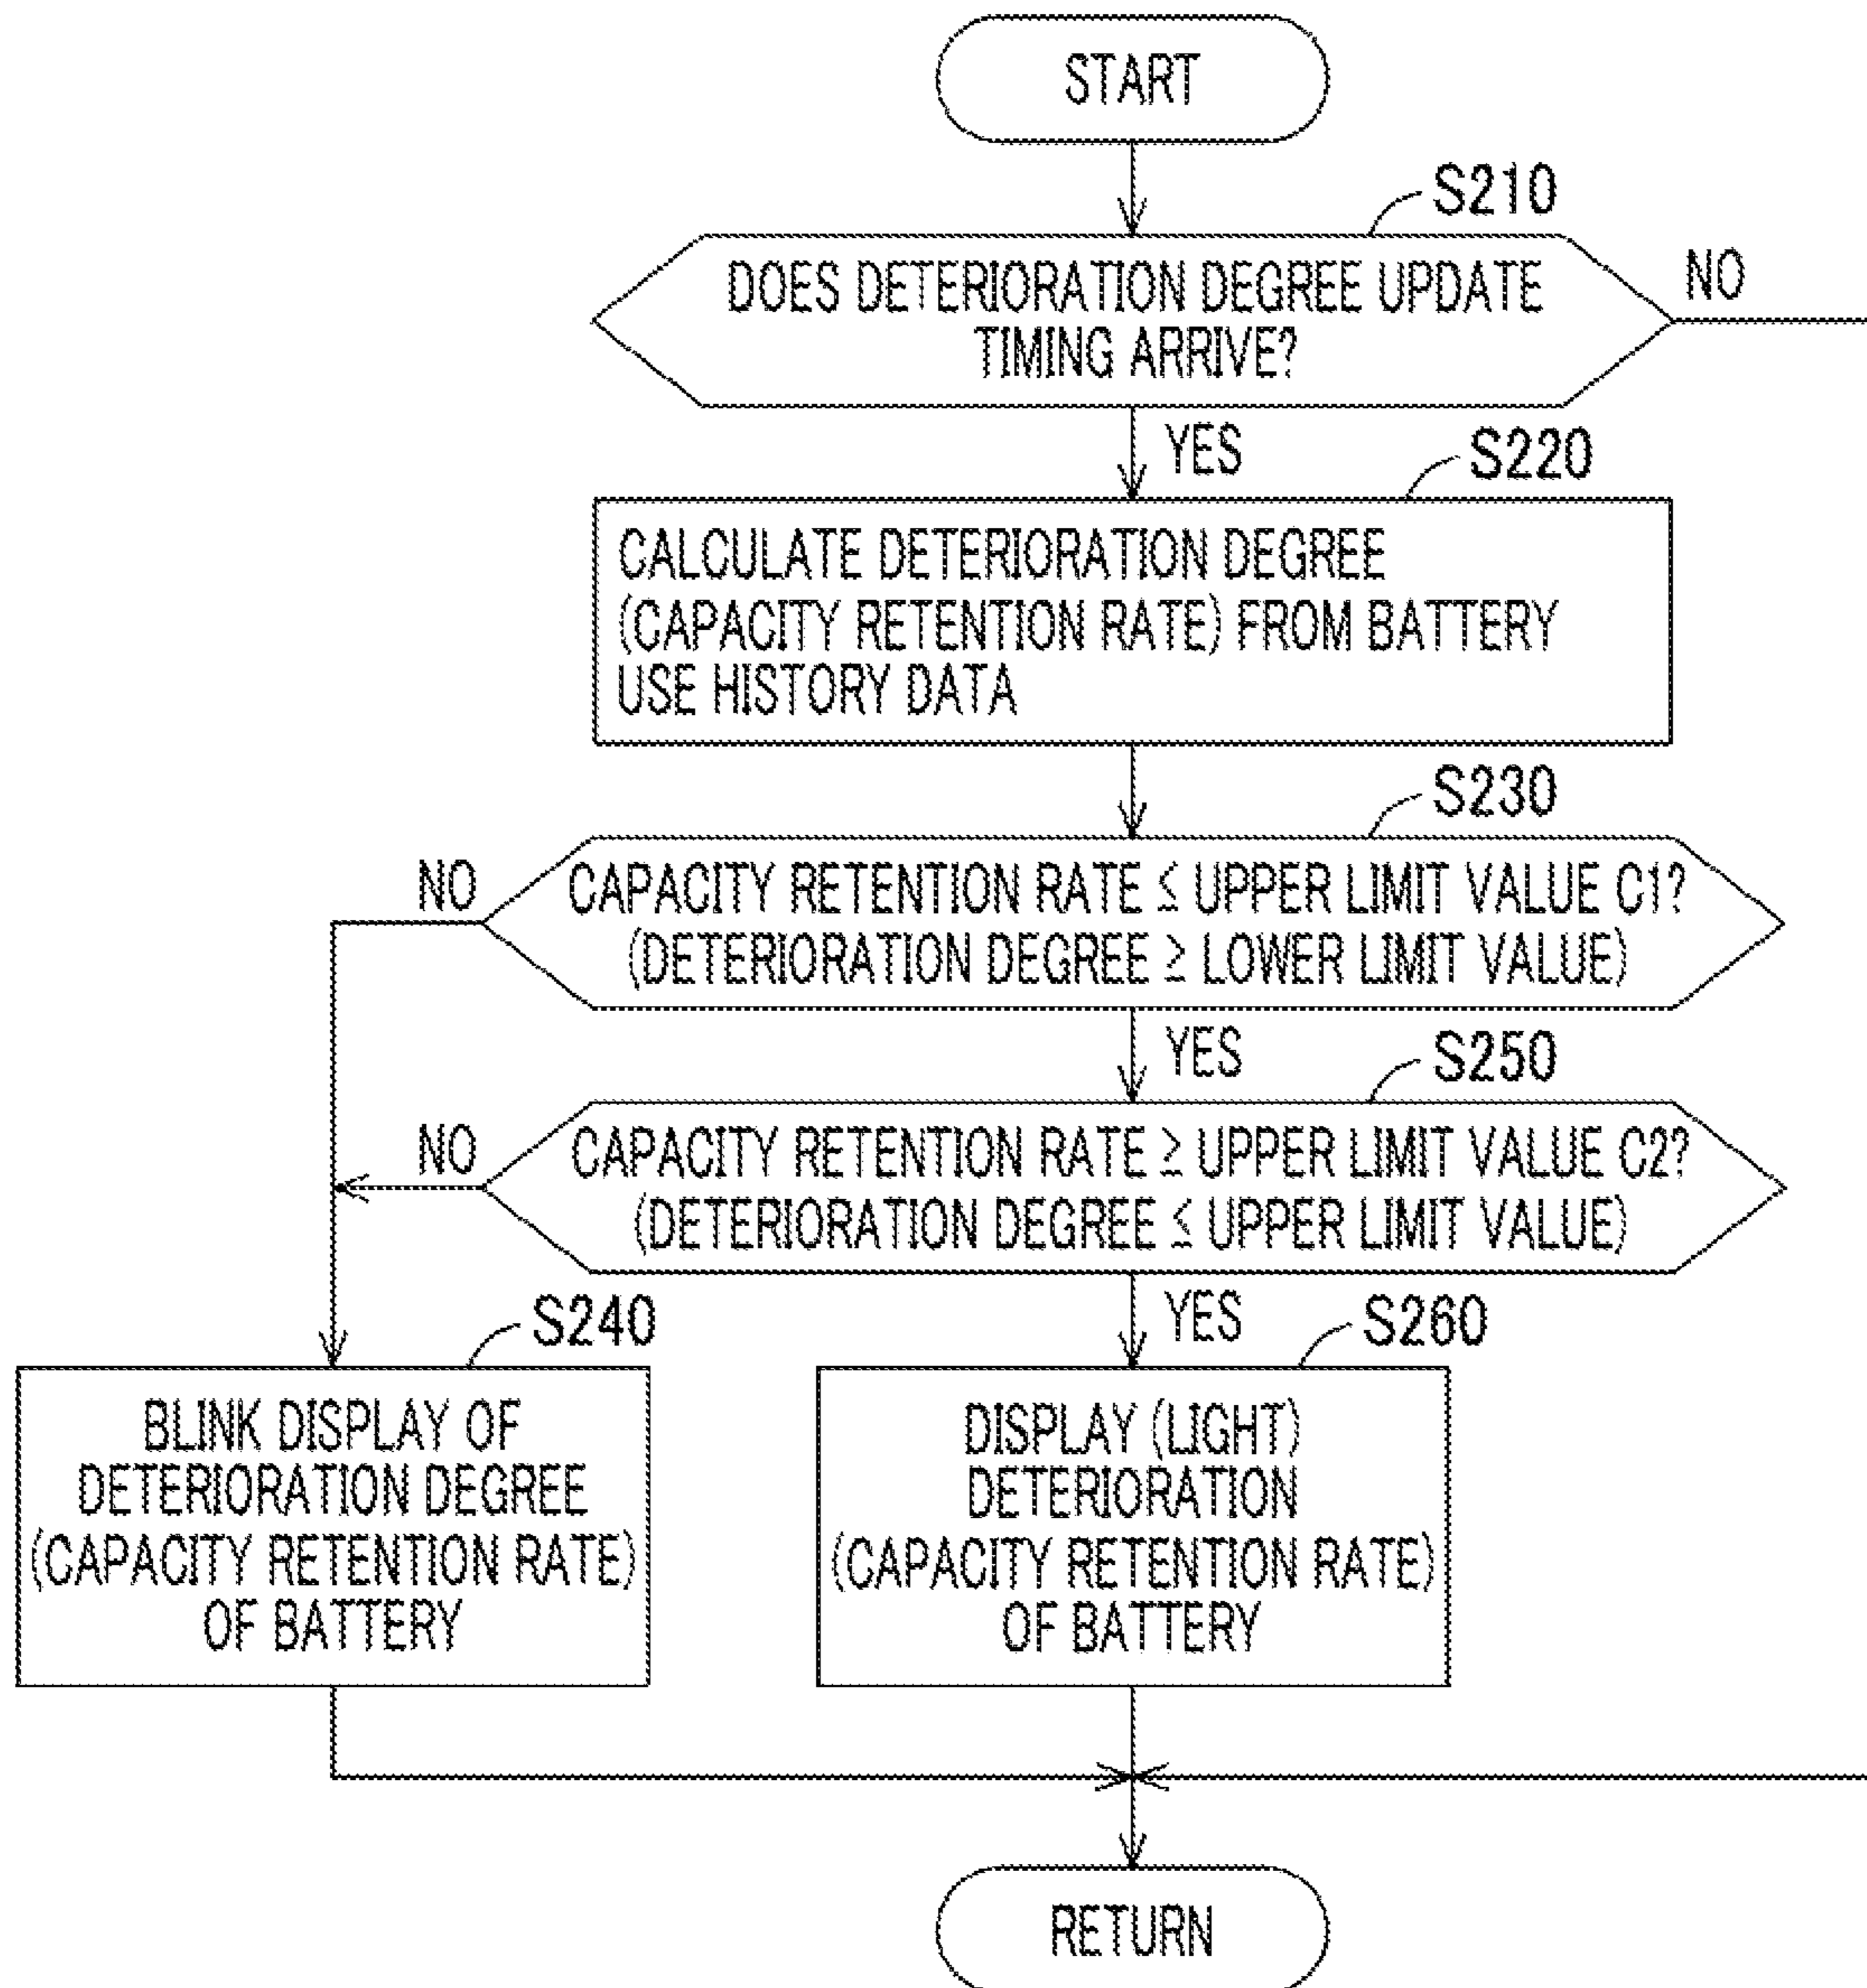 START
S210
DOES DETERIORATION DEGREE UPDATE
TIMING ARRIVE?
NO
YES
S220
CALCULATE DETERIORATION DEGREE
(CAPACITY RETENTION RATE) FROM BATTERY
USE HISTORY DATA
S230
NO
CAPACITY RETENTION RATE ≦ UPPER LIMIT VALUE C1?
(DETERIORATION DEGREE ≧ LOWER LIMIT VALUE)
YES
S250
NO
CAPACITY RETENTION RATE ≧ UPPER LIMIT VALUE C2?
(DETERIORATION DEGREE ≦ UPPER LIMIT VALUE)
YES
S240
BLINK DISPLAY OF
DETERIORATION DEGREE
(CAPACITY RETENTION RATE)
OF BATTERY
S260
DISPLAY (LIGHT)
DETERIORATION
(CAPACITY RETENTION RATE)
OF BATTERY
RETURN